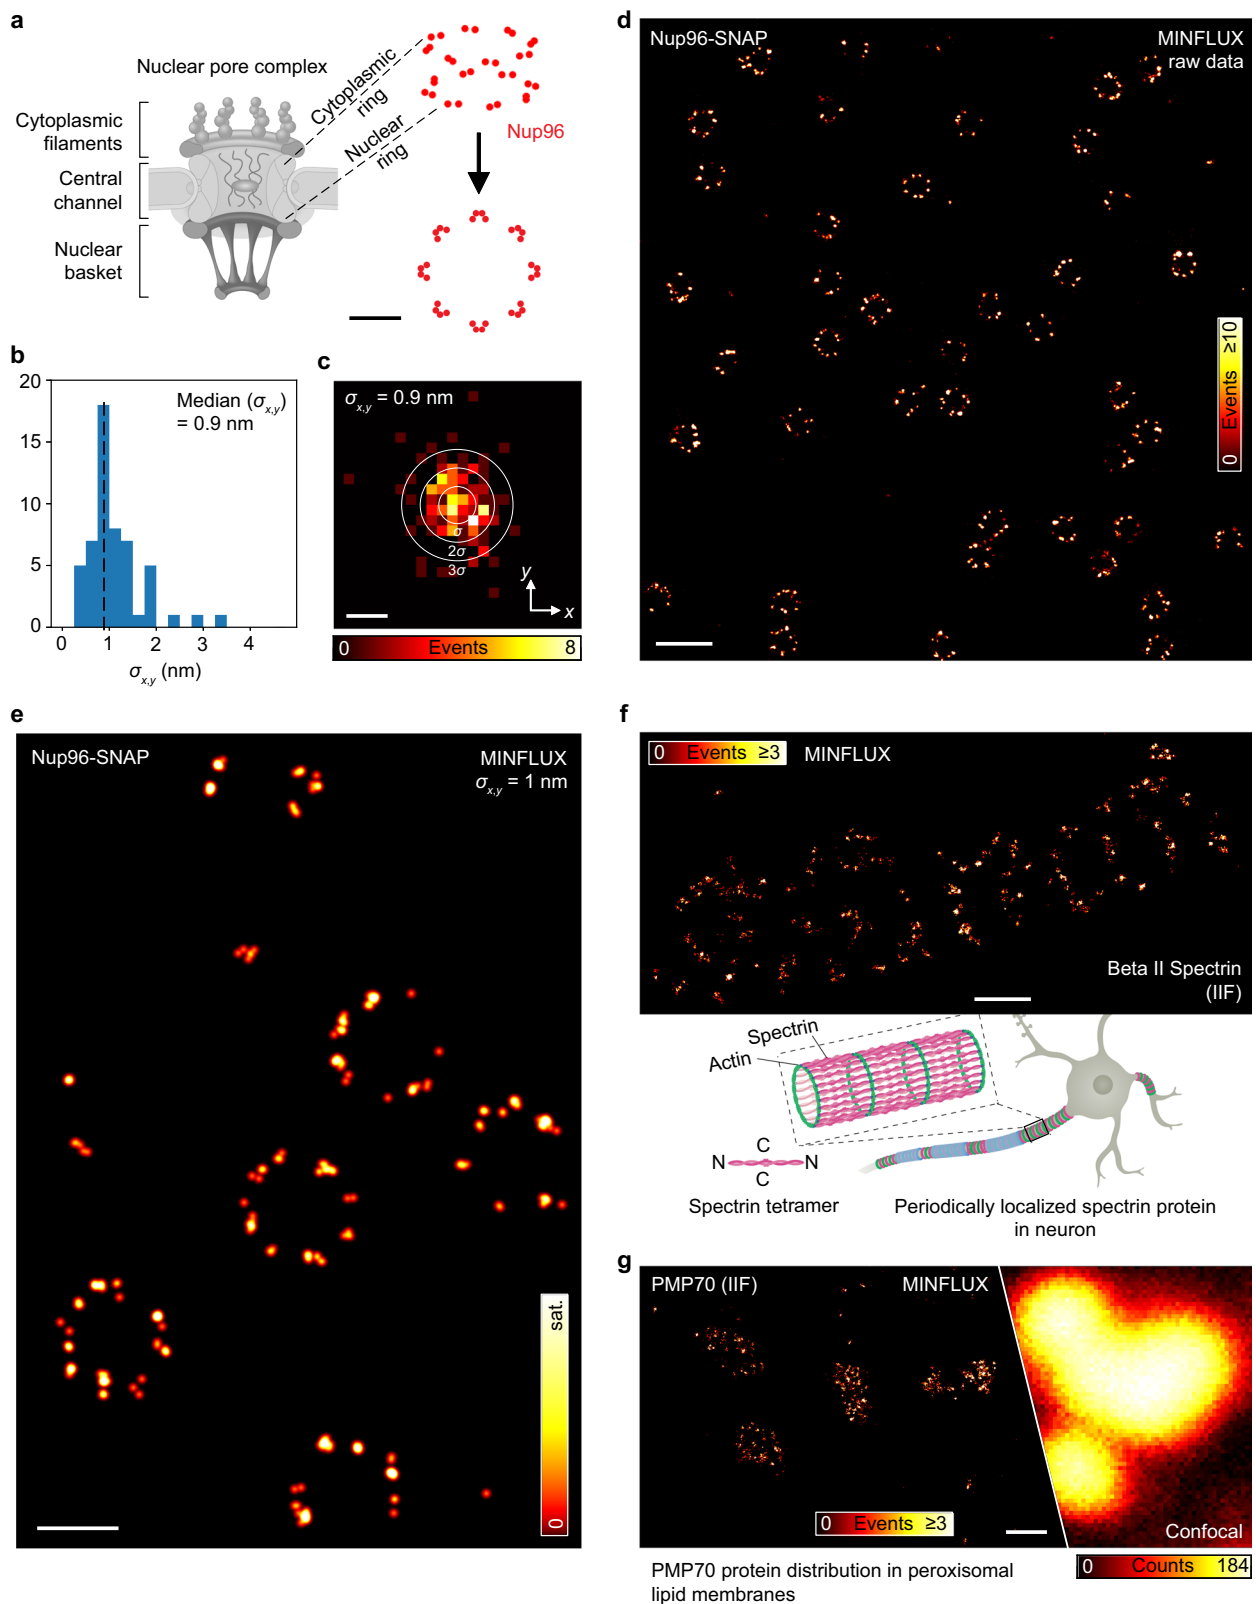 a
Nuclear pore complex
Cytoplasmic
filaments
Central
channel
Nuclear
basket
Cytoplasmic
ring
Nuclear
ring
Nup96
b
Median (σx,y)
= 0.9 nm
20
15
10
5
0
0 1 2 3 4
σx,y (nm)
c
σx,y = 0.9 nm
σ
2σ
3σ
y
x
0 Events 8
d
Nup96-SNAP
MINFLUX
raw data
0 Events ≥10
e
Nup96-SNAP
MINFLUX
σx,y = 1 nm
0 sat.
f
0 Events ≥3
MINFLUX
Beta II Spectrin
(IIF)
Spectrin
Actin
C
N N
C
Spectrin tetramer
Periodically localized spectrin protein
in neuron
g
PMP70 (IIF)
MINFLUX
0 Events ≥3
Confocal
0 Counts 184
PMP70 protein distribution in peroxisomal
lipid membranes